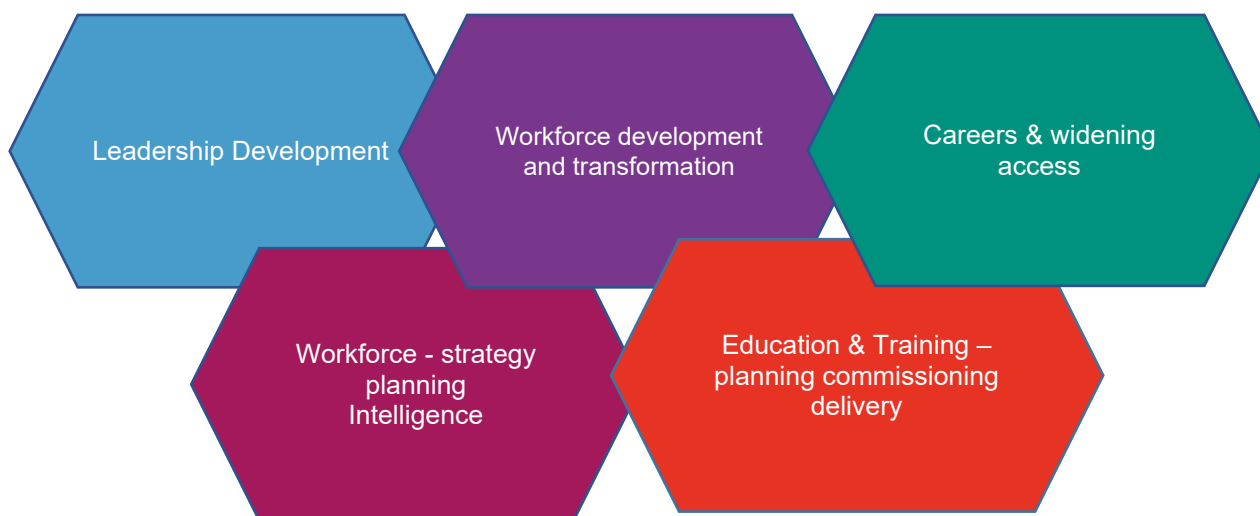 Leadership Development
Workforce development
and transformation
Careers & widening
access
Workforce - strategy
planning
Intelligence
Education & Training –
planning commissioning
delivery